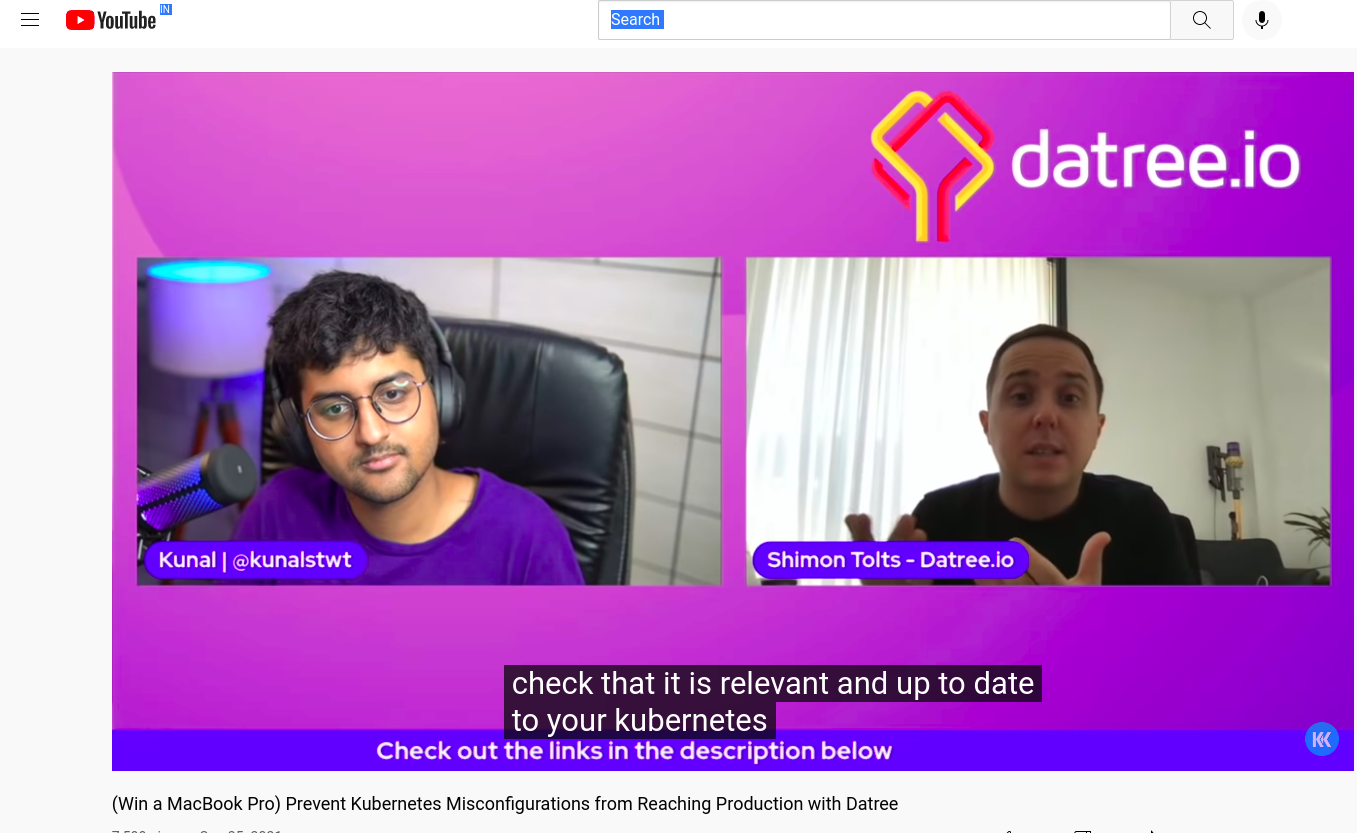 YouTube IN
Search
datree.io
Kunal | @kunalstwt
Shimon Tolts - Datree.io
check that it is relevant and up to date
to your kubernetes
Check out the links in the description below
(Win a MacBook Pro) Prevent Kubernetes Misconfigurations from Reaching Production with Datree